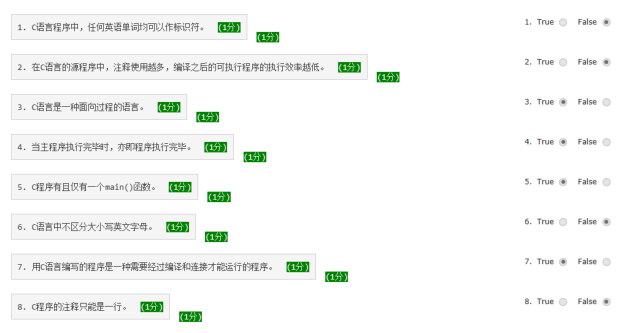 1. C语言程序中，任何英语单词均可以作标识符。 (1分) (1分) 1. True False
2. 在C语言的源程序中，注释使用越多，编译之后的可执行程序的执行效率越低。 (1分) (1分) 2. True False
3. C语言是一种面向过程的语言。 (1分) (1分) 3. True False
4. 当主程序执行完毕时，亦即程序执行完毕。 (1分) (1分) 4. True False
5. C程序有且仅有一个main()函数。 (1分) (1分) 5. True False
6. C语言中不区分大小写英文字母。 (1分) (1分) 6. True False
7. 用C语言编写的程序是一种需要经过编译和连接才能运行的程序。 (1分) (1分) 7. True False
8. C程序的注释只能是一行。 (1分) (1分) 8. True False